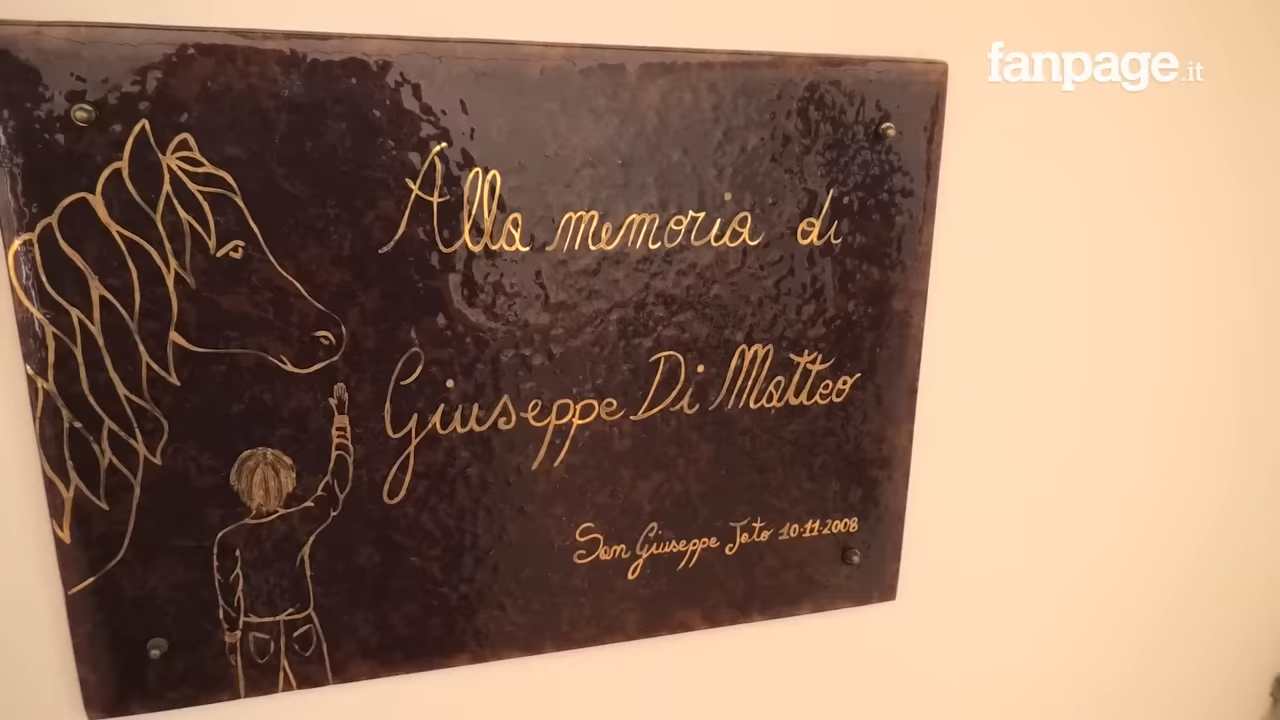 fanpage.it
Alla memoria di
Giuseppe Di Matteo
San Giuseppe Jato 10-11-2008